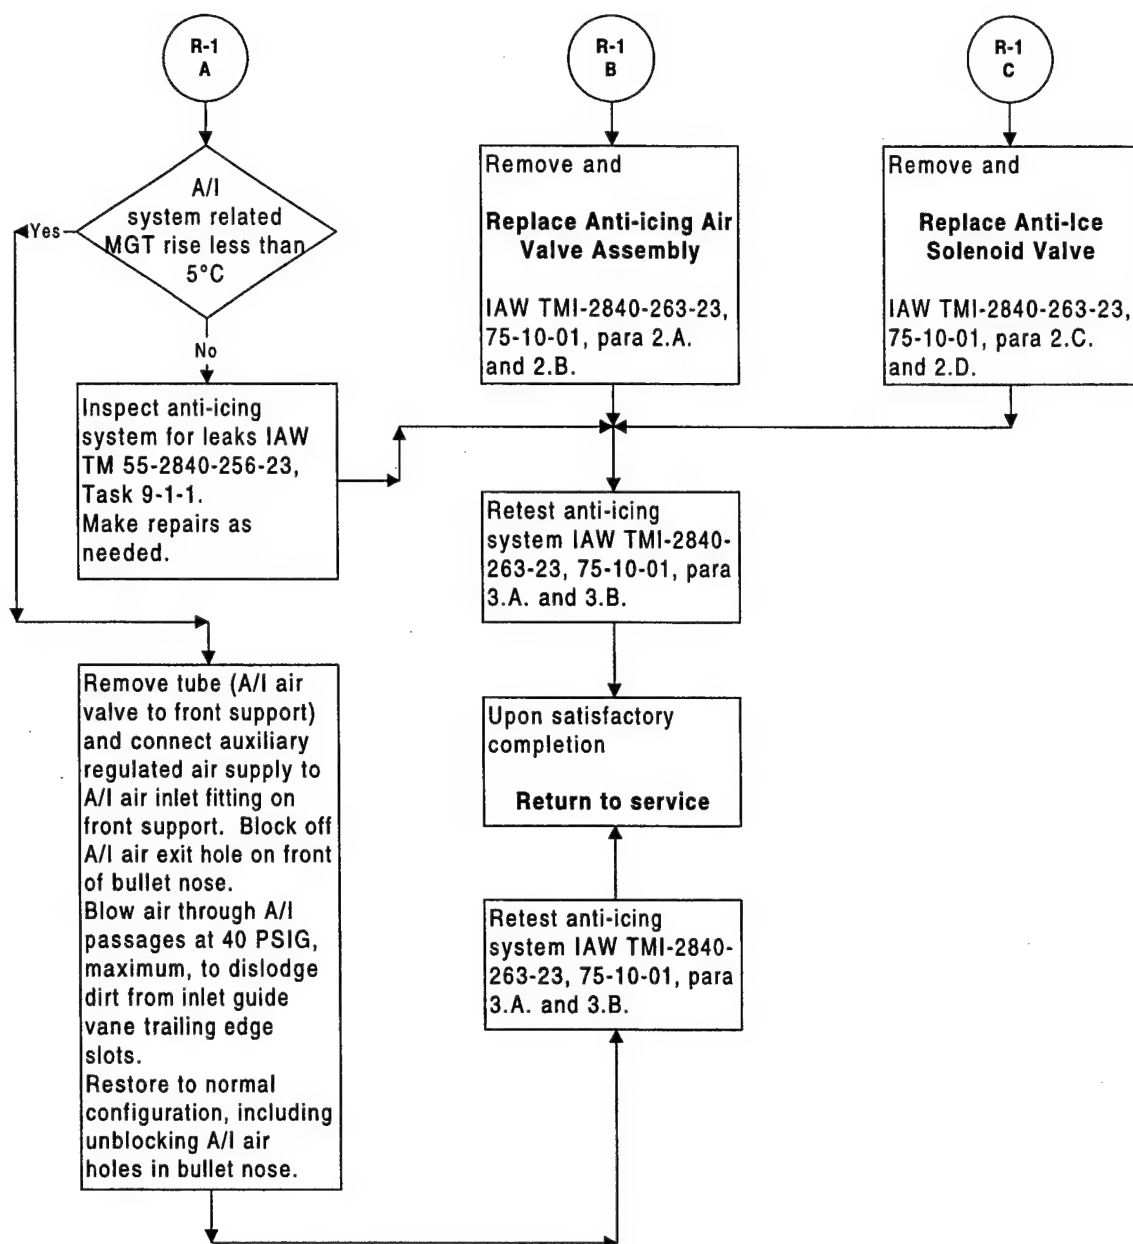 R-1
A
A/I
system related
MGT rise less than
5°C
Yes
No
Inspect anti-icing
system for leaks IAW
TM 55-2840-256-23,
Task 9-1-1.
Make repairs as
needed.
Remove tube (A/I air
valve to front support)
and connect auxiliary
regulated air supply to
A/I air inlet fitting on
front support. Block off
A/I air exit hole on front
of bullet nose.
Blow air through A/I
passages at 40 PSIG,
maximum, to dislodge
dirt from inlet guide
vane trailing edge
slots.
Restore to normal
configuration, including
unblocking A/I air
holes in bullet nose.
R-1
B
Remove and
Replace Anti-icing Air
Valve Assembly
IAW TMI-2840-263-23,
75-10-01, para 2.A.
and 2.B.
Retest anti-icing
system IAW TMI-2840-
263-23, 75-10-01, para
3.A. and 3.B.
Upon satisfactory
completion
Return to service
Retest anti-icing
system IAW TMI-2840-
263-23, 75-10-01, para
3.A. and 3.B.
R-1
C
Remove and
Replace Anti-Ice
Solenoid Valve
IAW TMI-2840-263-23,
75-10-01, para 2.C.
and 2.D.